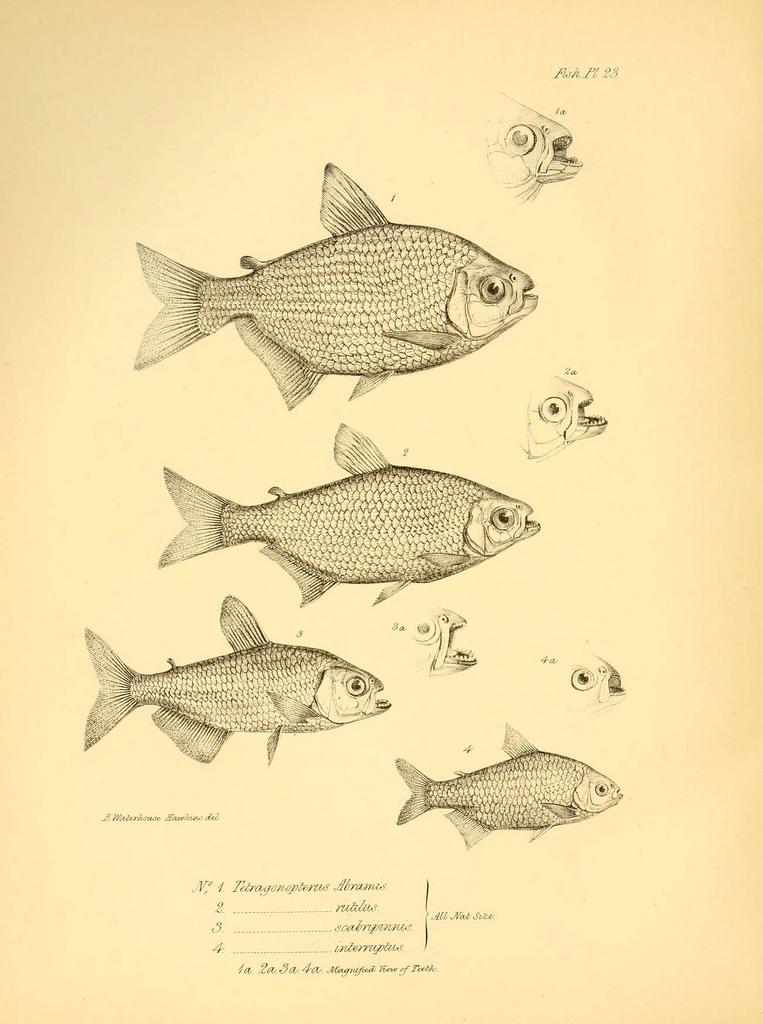 Fish. Pl. 23.
1a
1
2a
2
3a
3
4a
4
B. Waterhouse Hawkins del.
No. 1. Tetragonopterus Abramis.
2. .................... rutilus.
3. .................... scabripinnis.
4. .................... interruptus.
All Nat. Size.
1a. 2a. 3a. 4a. Magnified View of Teeth.